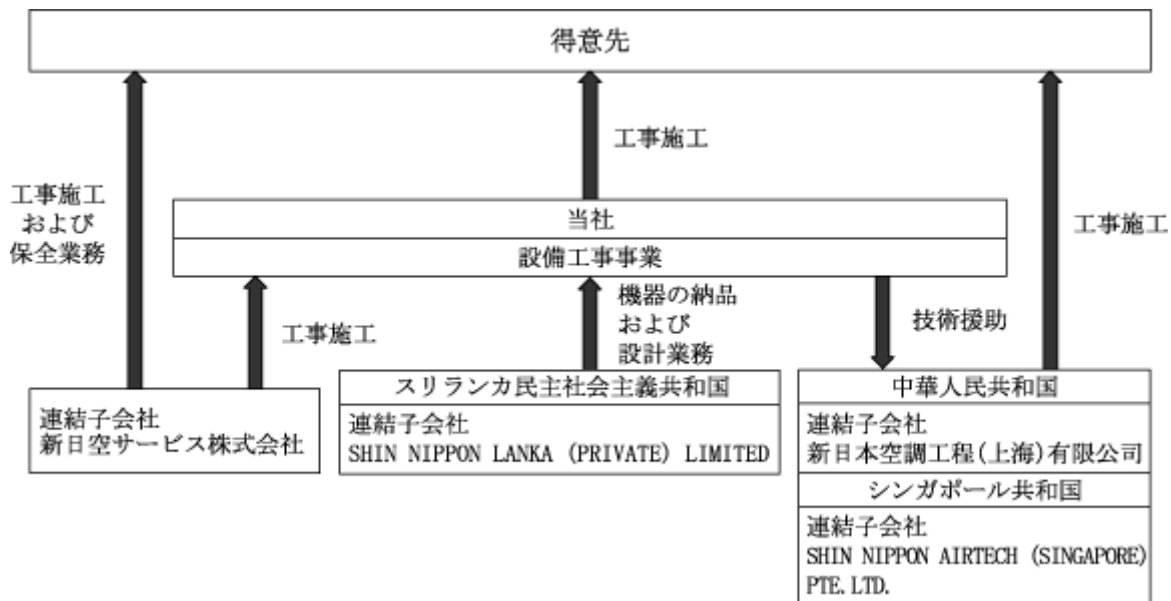 得意先
工事施工
工事施工
および
保全業務
工事施工
当社
設備工事事業
工事施工
機器の納品
および
設計業務
技術援助
連結子会社
新日空サービス株式会社
スリランカ民主社会主義共和国
連結子会社
SHIN NIPPON LANKA (PRIVATE) LIMITED
中華人民共和国
連結子会社
新日本空調工程(上海)有限公司
シンガポール共和国
連結子会社
SHIN NIPPON AIRTECH (SINGAPORE)
PTE.LTD.